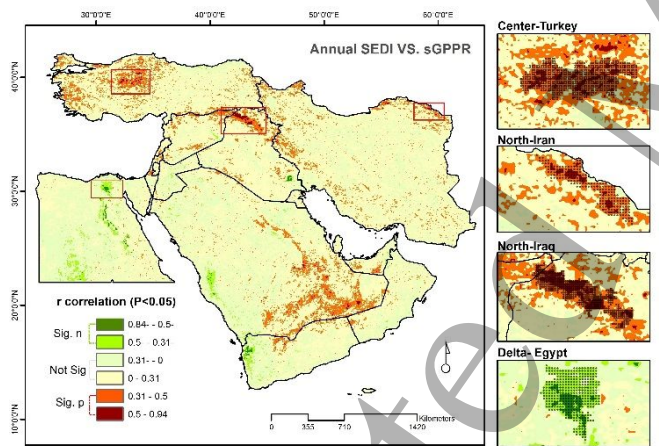 30°0'0"E
40°0'0"E
50°0'0"E
60°0'0"E
Annual SEDI VS. sGPPR
40°0'0"N
30°0'0"N
20°0'0"N
10°0'0"N
r correlation (P<0.05)
Sig. n
0.84- - 0.5-
0.5 - 0.31
Not Sig
0.31- - 0
0 - 0.31
Sig. p
0.31 - 0.5
0.5 - 0.94
Kilometers
0 355 710 1420
Center-Turkey
North-Iran
North-Iraq
Delta- Egypt